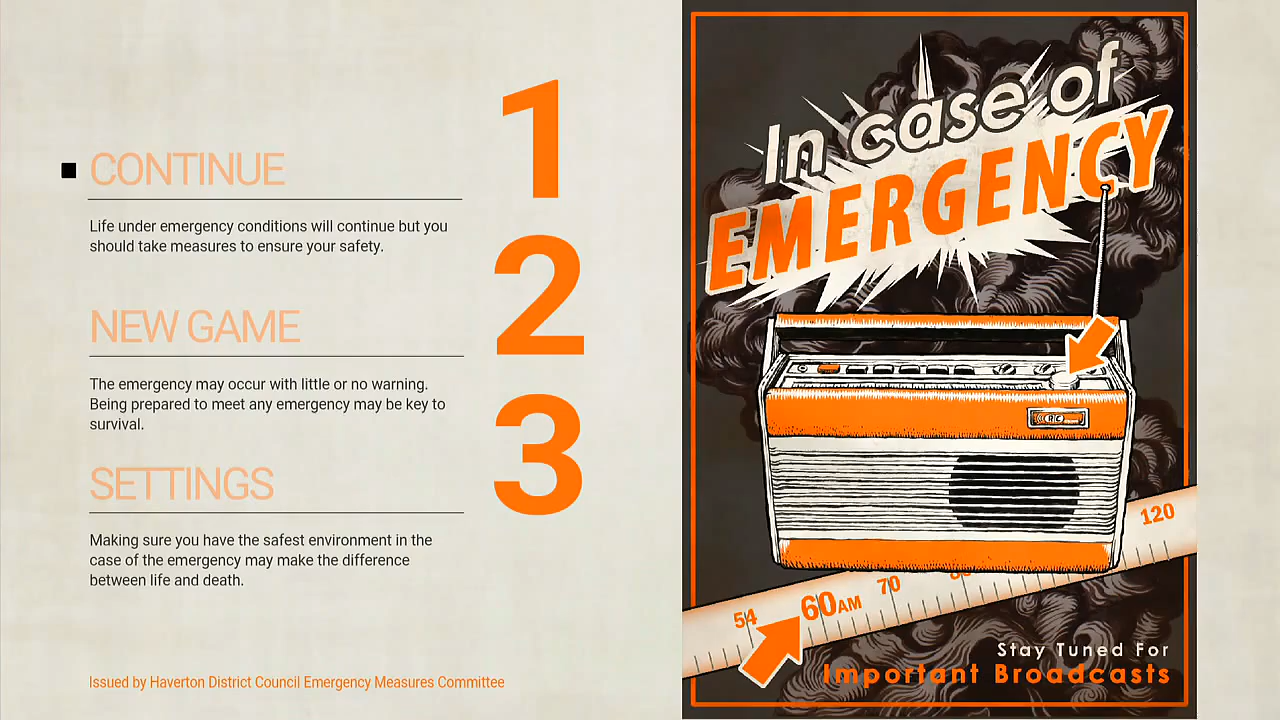 CONTINUE
Life under emergency conditions will continue but you
should take measures to ensure your safety.
1
NEW GAME
The emergency may occur with little or no warning.
Being prepared to meet any emergency may be key to
survival.
2
SETTINGS
Making sure you have the safest environment in the
case of the emergency may make the difference
between life and death.
3
Issued by Haverton District Council Emergency Measures Committee
In case of
EMERGENCY
120
54 60AM 70
Stay Tuned For
Important Broadcasts